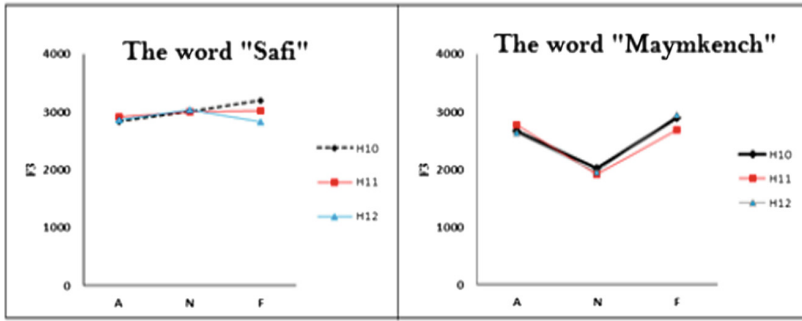 The word "Safi"
4000
3000
2000
1000
0
F3
A N F
H10
H11
H12
The word "Maymkench"
4000
3000
2000
1000
0
F3
A N F
H10
H11
H12